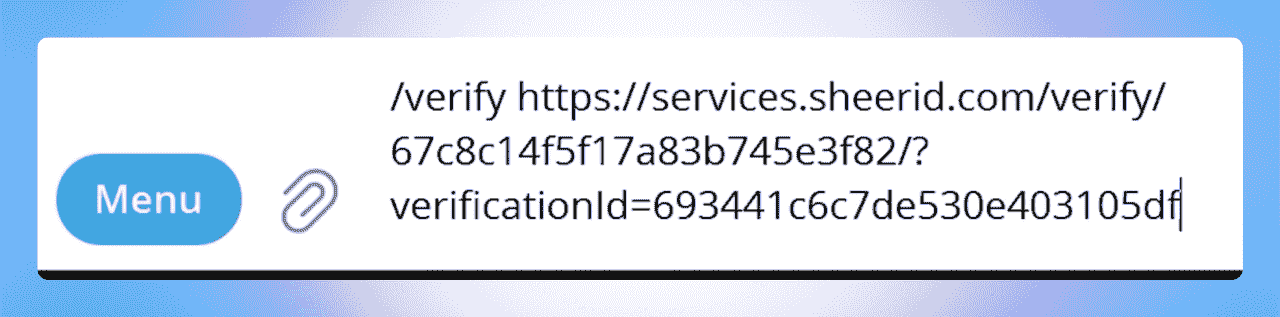 /verify https://services.sheerid.com/verify/
67c8c14f5f17a83b745e3f82/?
Menu
verificationId=693441c6c7de530e403105df